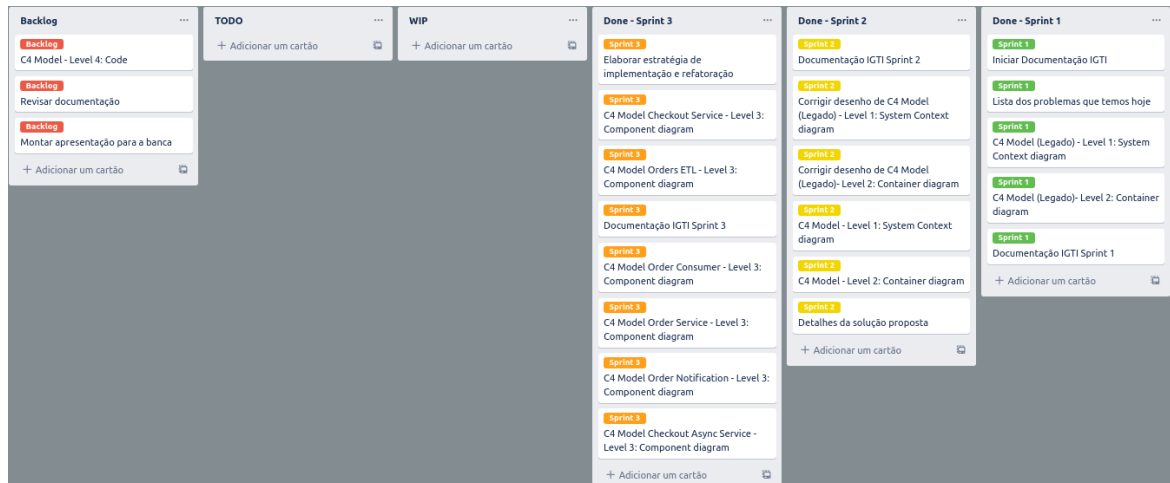 Backlog
Backlog
C4 Model - Level 4: Code
Backlog
Revisar documentação
Backlog
Montar apresentação para a banca
+ Adicionar um cartão
TODO
+ Adicionar um cartão
WIP
+ Adicionar um cartão
Done - Sprint 3
Sprint 3
Elaborar estratégia de
implementação e refatoração
Sprint 3
C4 Model Checkout Service - Level 3:
Component diagram
Sprint 3
C4 Model Orders ETL - Level 3:
Component diagram
Sprint 3
Documentação IGTI Sprint 3
Sprint 3
C4 Model Order Consumer - Level 3:
Component diagram
Sprint 3
C4 Model Order Service - Level 3:
Component diagram
Sprint 3
C4 Model Order Notification - Level 3:
Component diagram
Sprint 3
C4 Model Checkout Async Service -
Level 3: Component diagram
+ Adicionar um cartão
Done - Sprint 2
Sprint 2
Documentação IGTI Sprint 2
Sprint 2
Corrigir desenho de C4 Model
(Legado) - Level 1: System Context
diagram
Sprint 2
Corrigir desenho de C4 Model
(Legado)- Level 2: Container diagram
Sprint 2
C4 Model - Level 1: System Context
diagram
Sprint 2
C4 Model - Level 2: Container diagram
Sprint 2
Detalhes da solução proposta
+ Adicionar um cartão
Done - Sprint 1
Sprint 1
Iniciar Documentação IGTI
Sprint 1
Lista dos problemas que temos hoje
Sprint 1
C4 Model (Legado) - Level 1: System
Context diagram
Sprint 1
C4 Model (Legado)- Level 2: Container
diagram
Sprint 1
Documentação IGTI Sprint 1
+ Adicionar um cartão